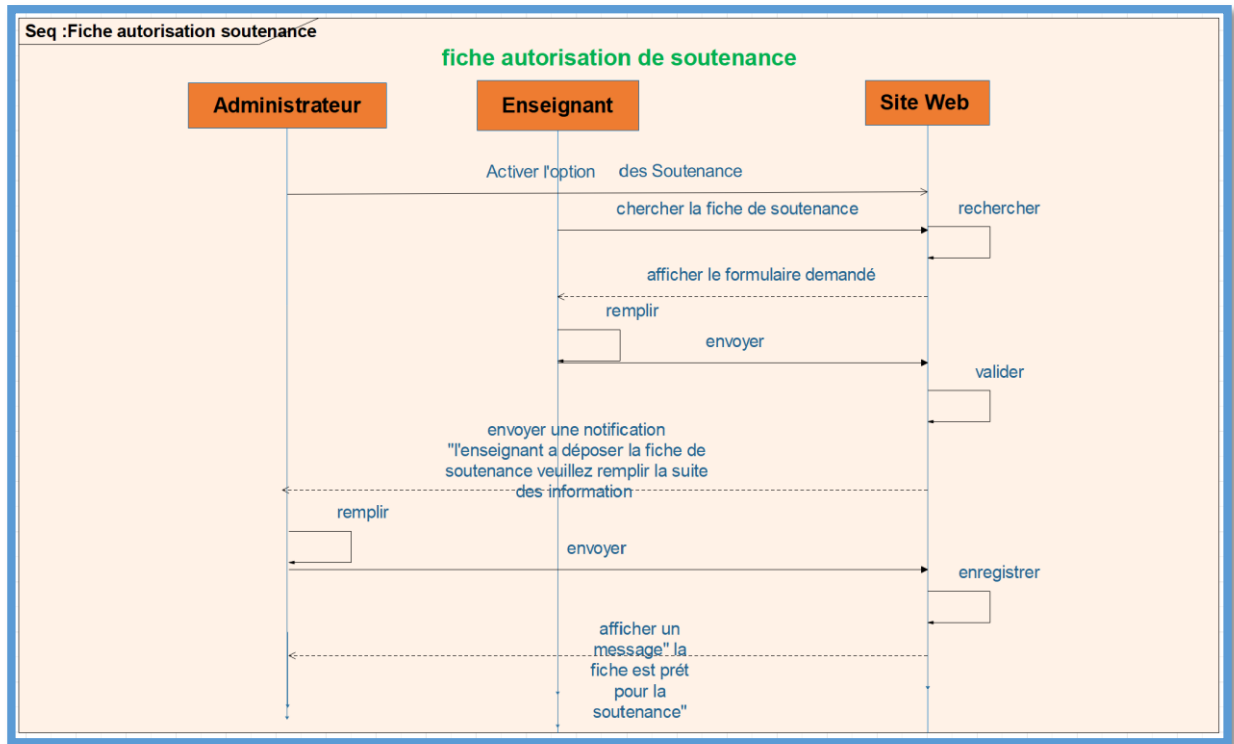 Seq :Fiche autorisation soutenance
fiche autorisation de soutenance
Administrateur
Enseignant
Site Web
Activer l'option des Soutenance
chercher la fiche de soutenance
rechercher
afficher le formulaire demandé
remplir
envoyer
valider
envoyer une notification
"l'enseignant a déposer la fiche de
soutenance veuillez remplir la suite
des information
remplir
envoyer
enregistrer
afficher un
message" la
fiche est prét
pour la
soutenance"